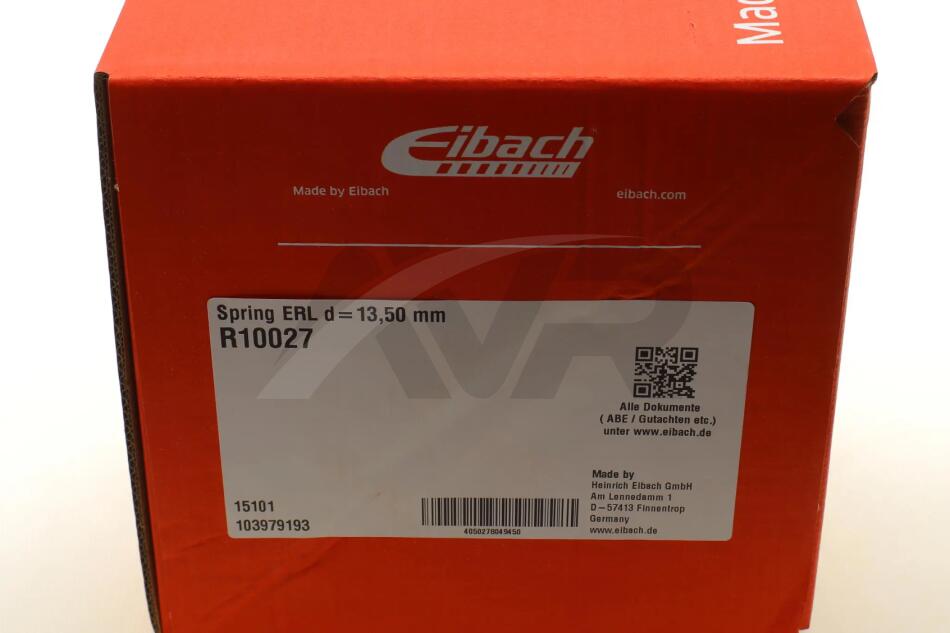 Mad
Eibach
Made by Eibach
eibach.com
AVR
Spring ERL d=13,50 mm
R10027
Alle Dokumente
( ABE / Gutachten etc.)
unter www.eibach.de
Made by
Heinrich Eibach GmbH
Am Lennedamm 1
D-57413 Finnentrop
Germany
www.eibach.de
15101
103979193
4050278049450